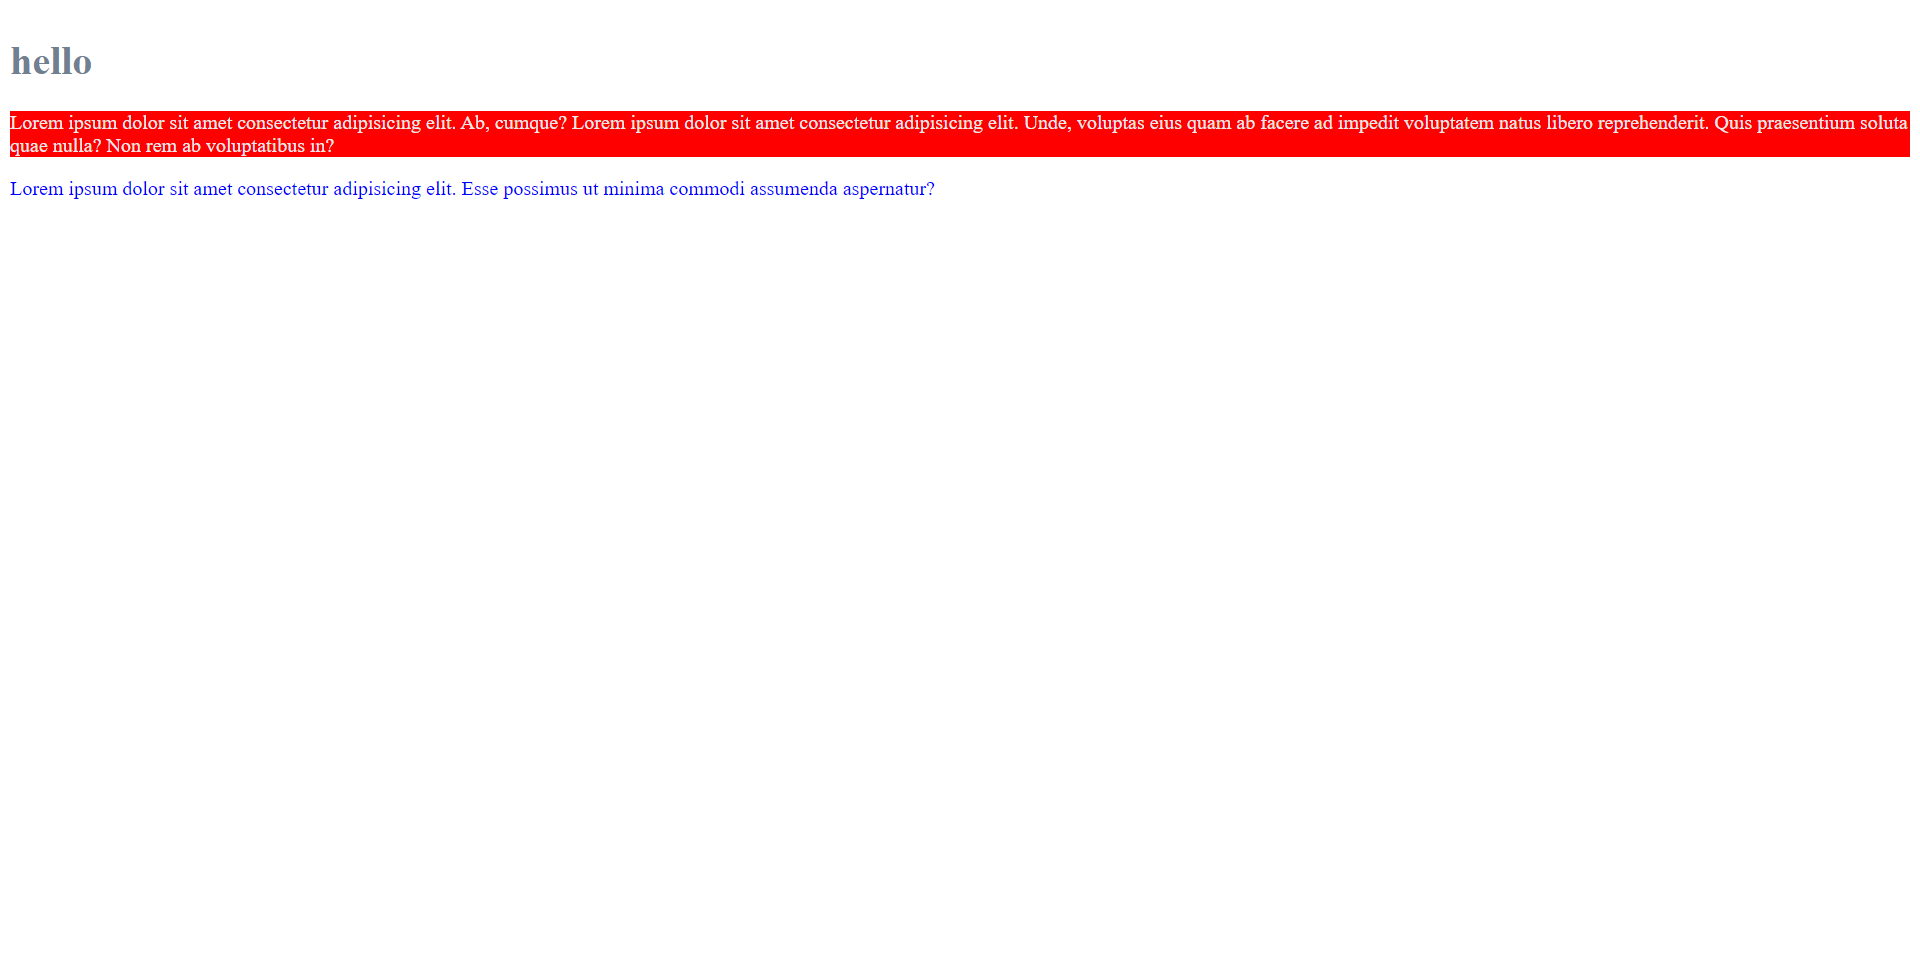 hello
Lorem ipsum dolor sit amet consectetur adipisicing elit. Ab, cumque? Lorem ipsum dolor sit amet consectetur adipisicing elit. Unde, voluptas eius quam ab facere ad impedit voluptatem natus libero reprehenderit. Quis praesentium soluta
quae nulla? Non rem ab voluptatibus in?
Lorem ipsum dolor sit amet consectetur adipisicing elit. Esse possimus ut minima commodi assumenda aspernatur?